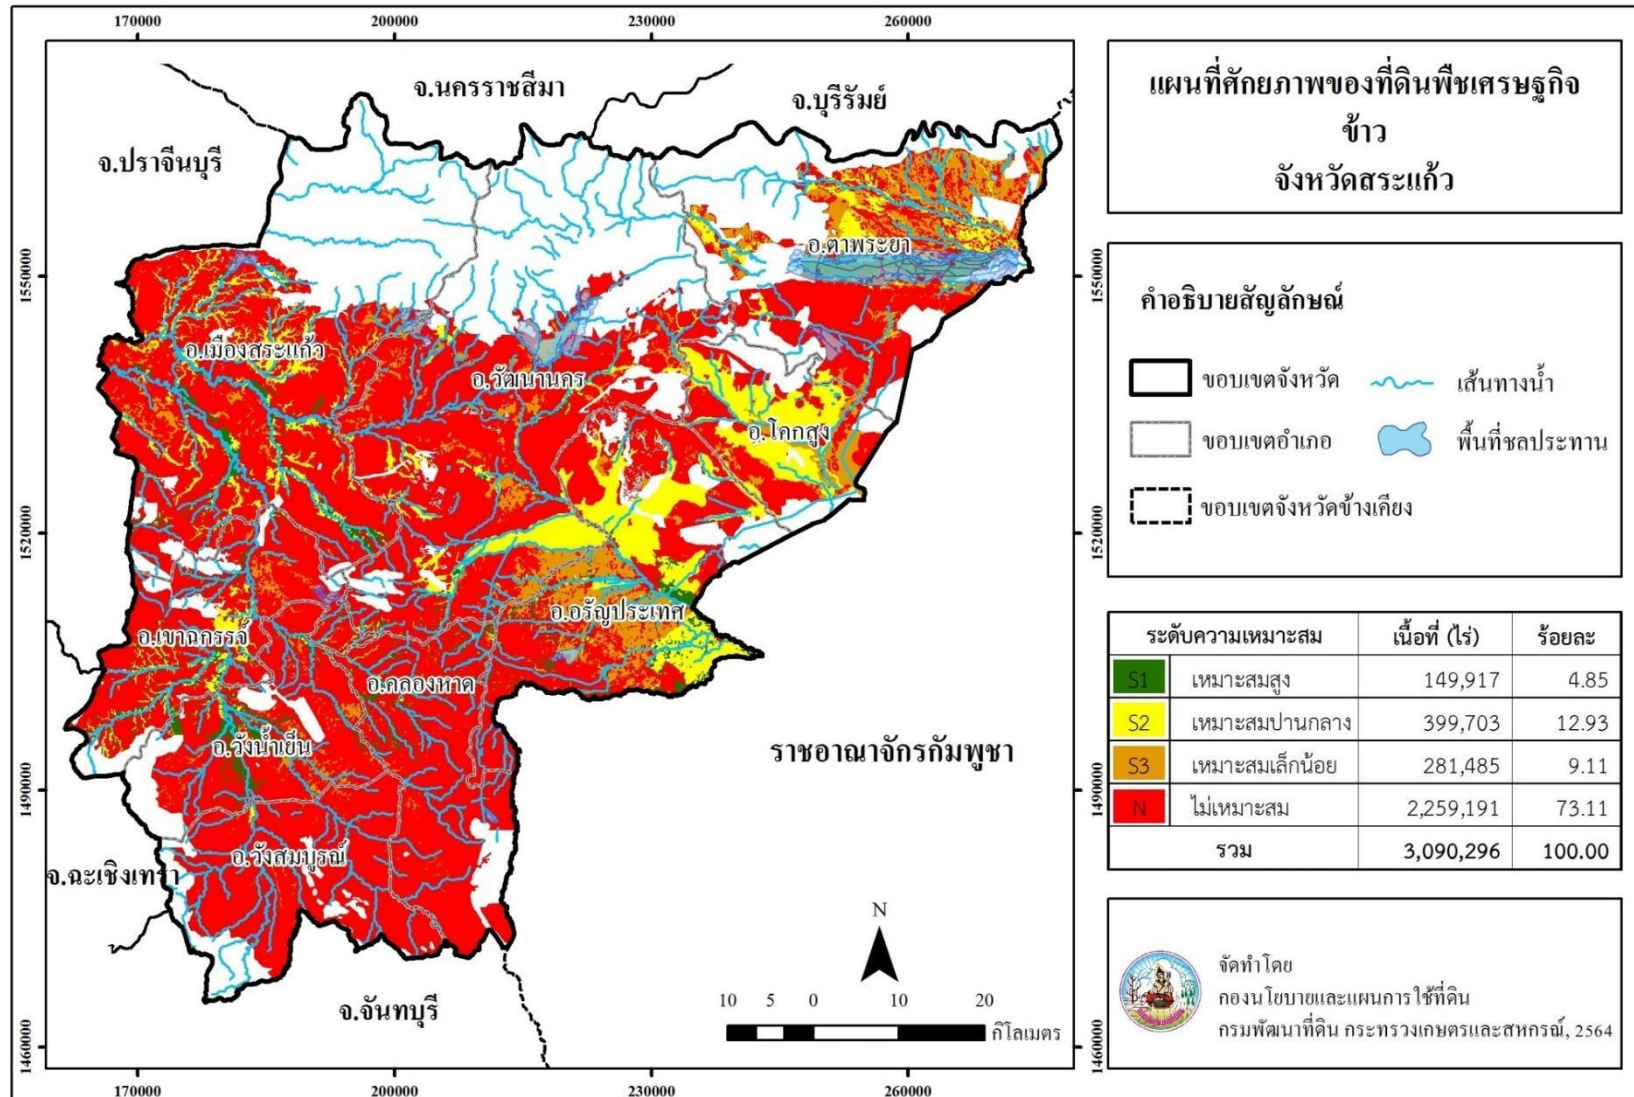 170000 200000 230000 260000
แผนที่ศักยภาพของที่ดินพืชเศรษฐกิจ
ข้าว
จังหวัดสระแก้ว
จ.นครราชสีมา
จ.บุรีรัมย์
จ.ปราจีนบุรี
อ.ตาพระยา
1550000
1550000
อ.เมืองสระแก้ว
อ.วัฒนานคร
อ.โคกสูง
1520000
1520000
อ.อรัญประเทศ
อ.เขาฉกรรจ์
อ.คลองหาด
อ.วังน้ำเย็น
ราชอาณาจักรกัมพูชา
1490000
1490000
อ.วังสมบูรณ์
จ.ฉะเชิงเทรา
จ.จันทบุรี
N
10 5 0 10 20
กิโลเมตร
1460000
1460000
170000 200000 230000 260000
คำอธิบายสัญลักษณ์
ขอบเขตจังหวัด
เส้นทางน้ำ
ขอบเขตอำเภอ
พื้นที่ชลประทาน
ขอบเขตจังหวัดข้างเคียง
ระดับความเหมาะสม เนื้อที่ (ไร่) ร้อยละ
S1 เหมาะสมสูง 149,917 4.85
S2 เหมาะสมปานกลาง 399,703 12.93
S3 เหมาะสมเล็กน้อย 281,485 9.11
N ไม่เหมาะสม 2,259,191 73.11
รวม 3,090,296 100.00
จัดทำโดย
กองนโยบายและแผนการใช้ที่ดิน
กรมพัฒนาที่ดิน กระทรวงเกษตรและสหกรณ์, 2564